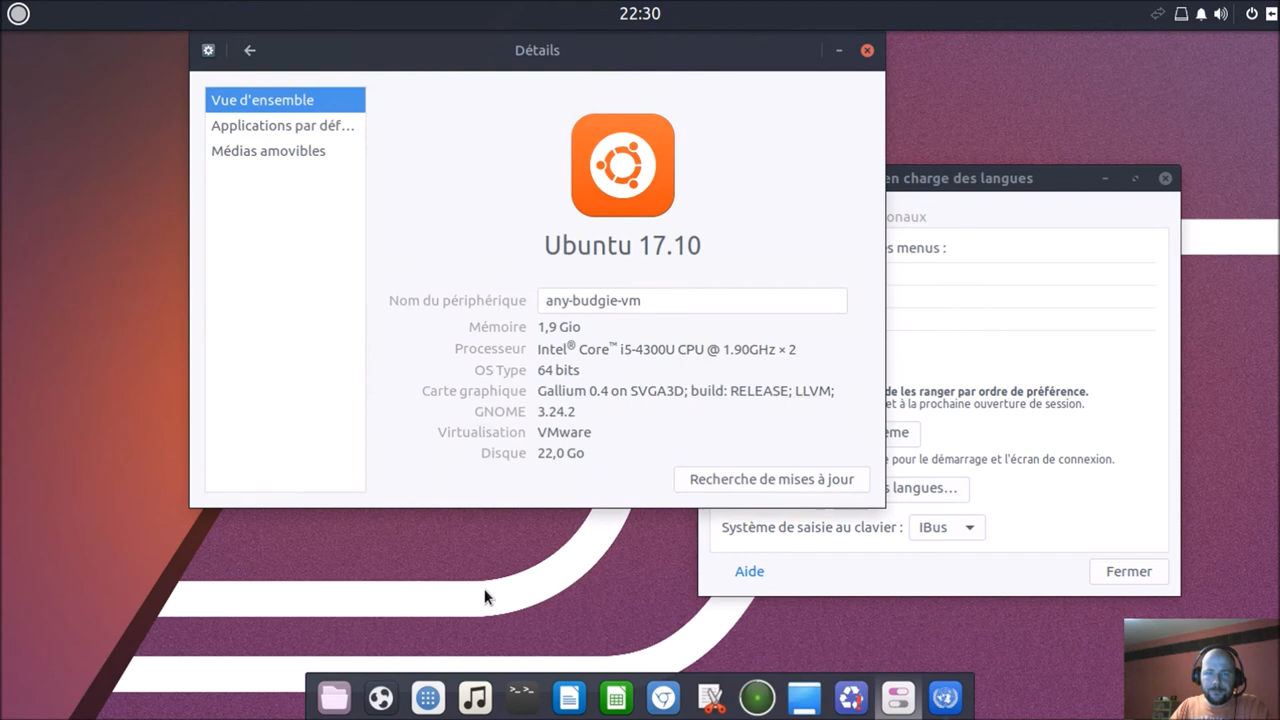 22:30
Détails
Vue d'ensemble
Applications par déf…
Médias amovibles
Ubuntu 17.10
Nom du périphérique any-budgie-vm
Mémoire 1,9 Gio
Processeur Intel® Core™ i5-4300U CPU @ 1.90GHz × 2
OS Type 64 bits
Carte graphique Gallium 0.4 on SVGA3D; build: RELEASE; LLVM;
GNOME 3.24.2
Virtualisation VMware
Disque 22,0 Go
Recherche de mises à jour
en charge des langues
onaux
es menus :
de les ranger par ordre de préférence.
et à la prochaine ouverture de session.
ème
e pour le démarrage et l'écran de connexion.
s langues…
Système de saisie au clavier : IBus
Aide
Fermer
>_ >_